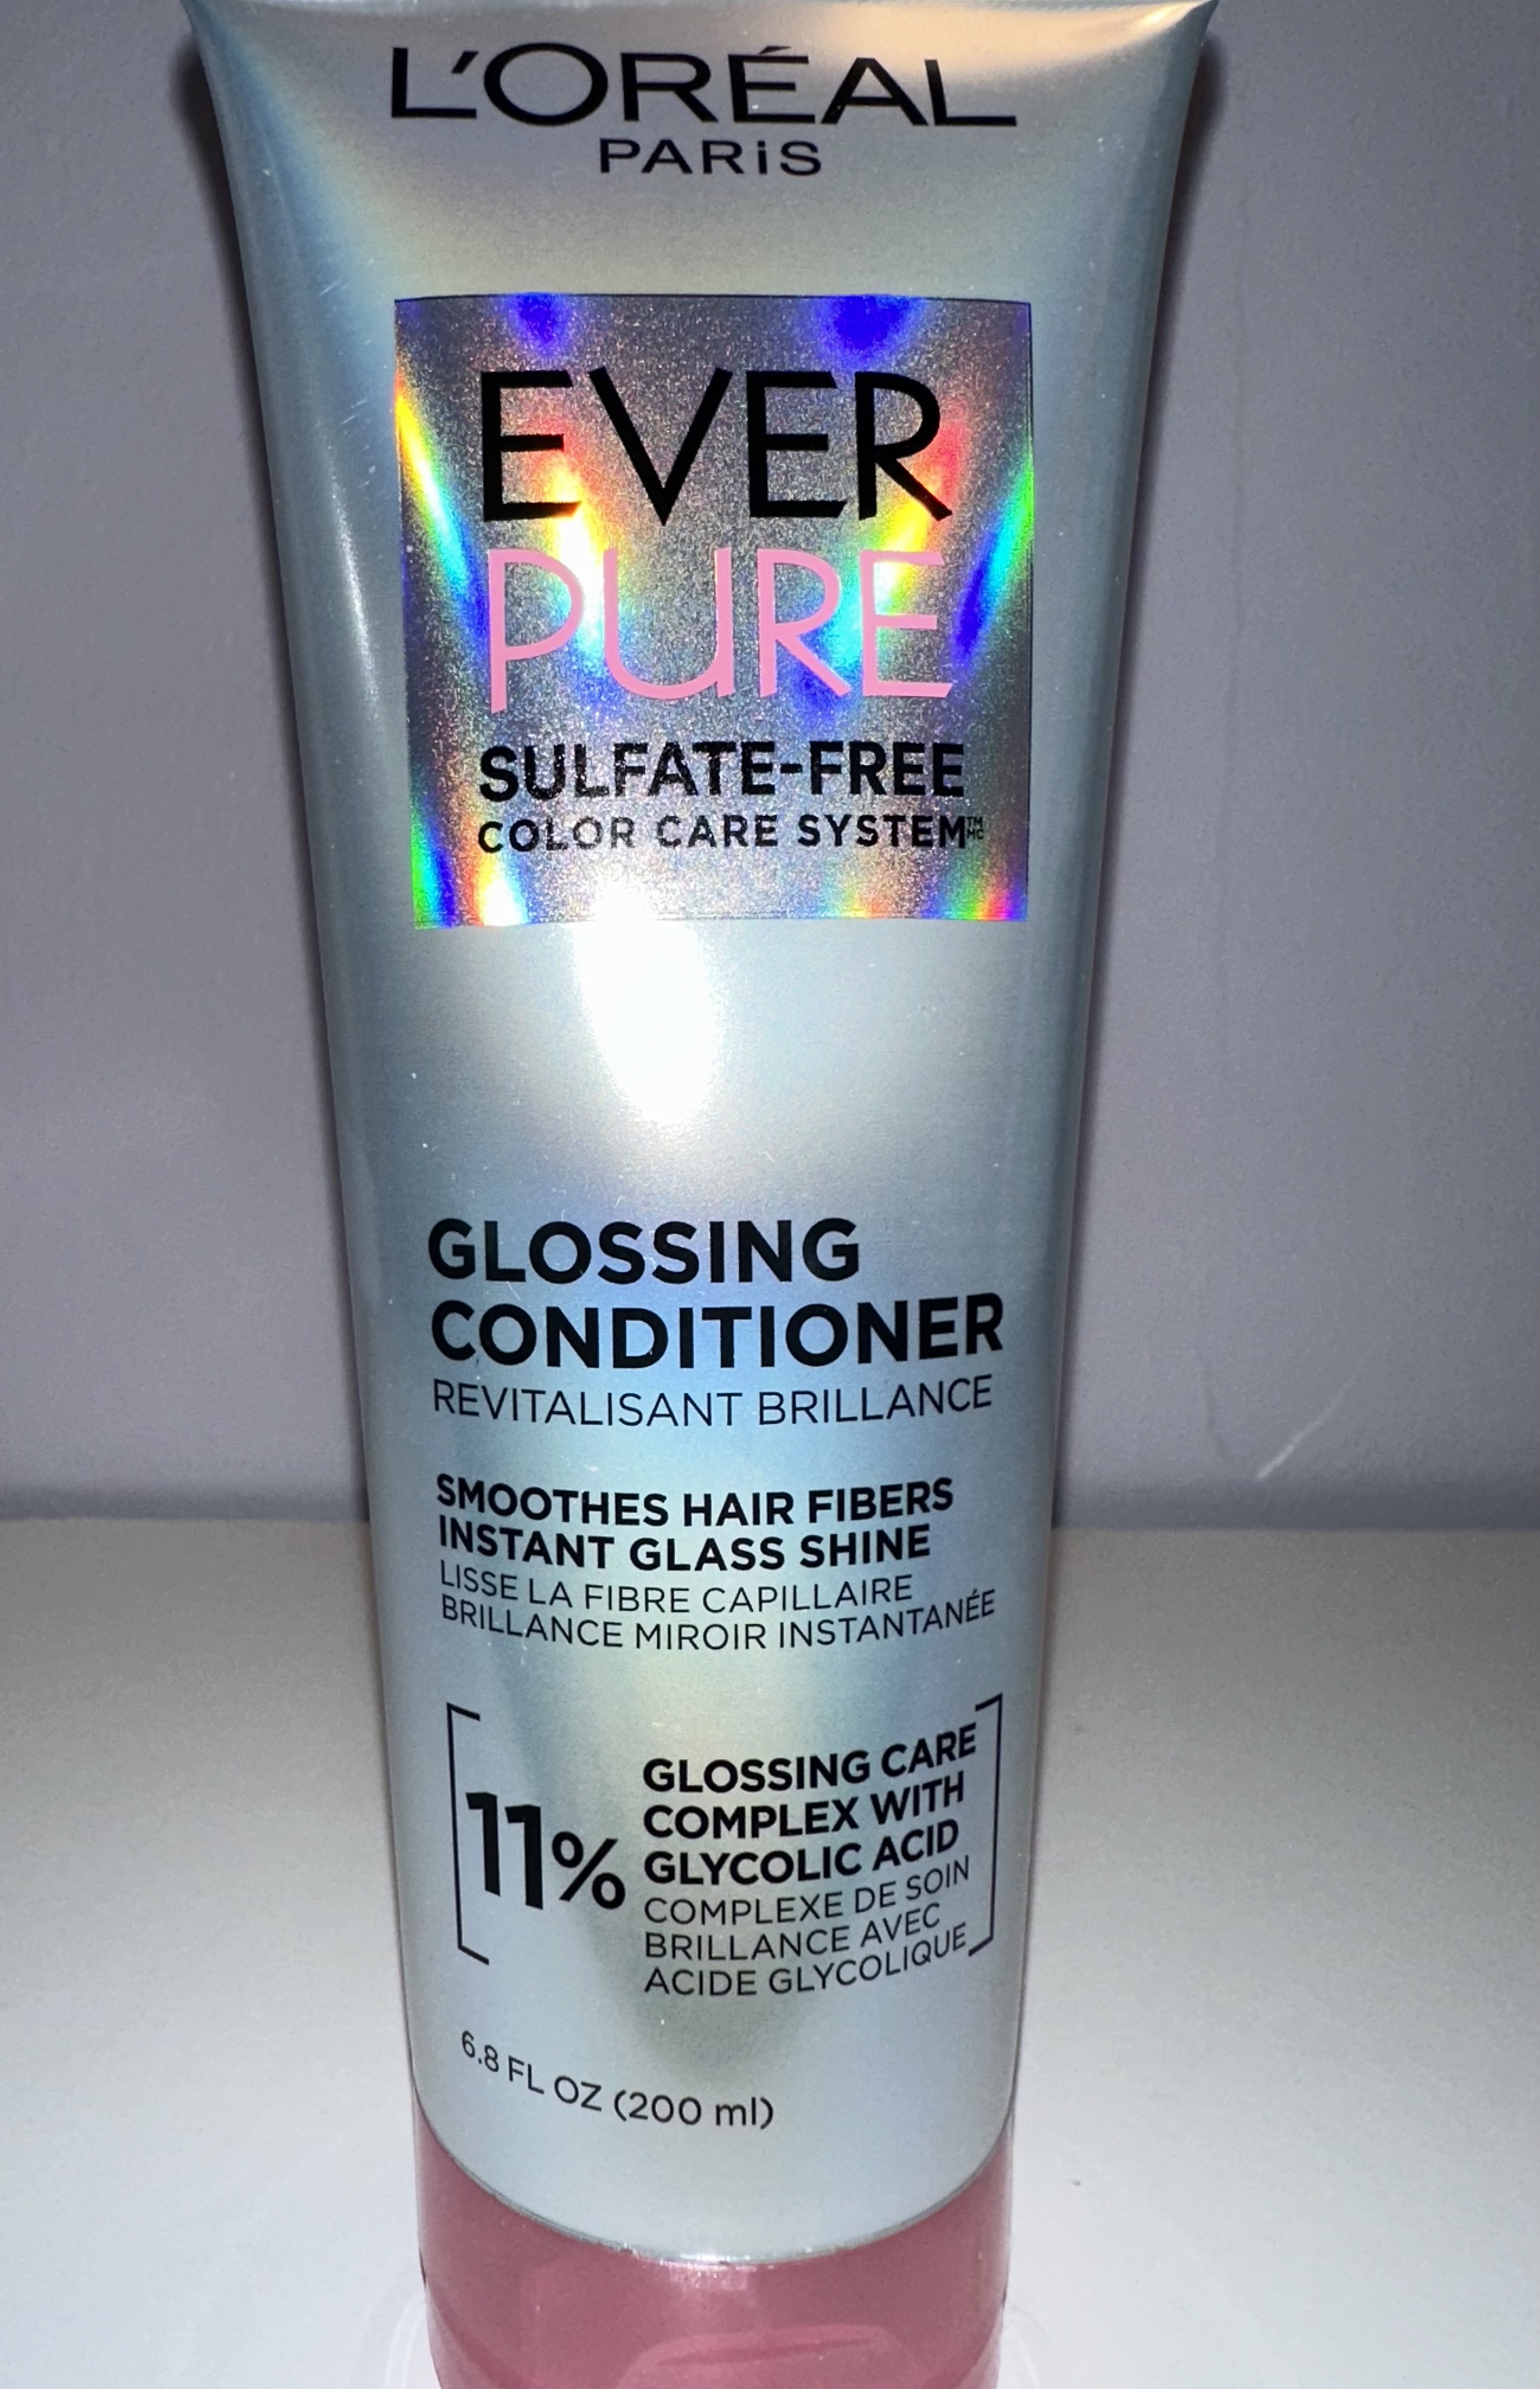 L'ORÉAL
PARiS
EVER
PURE
SULFATE-FREE
COLOR CARE SYSTEM™ MC
GLOSSING
CONDITIONER
REVITALISANT BRILLANCE
SMOOTHES HAIR FIBERS
INSTANT GLASS SHINE
LISSE LA FIBRE CAPILLAIRE
BRILLANCE MIROIR INSTANTANÉE
11%
GLOSSING CARE
COMPLEX WITH
GLYCOLIC ACID
COMPLEXE DE SOIN
BRILLANCE AVEC
ACIDE GLYCOLIQUE
6.8 FL OZ (200 ml)